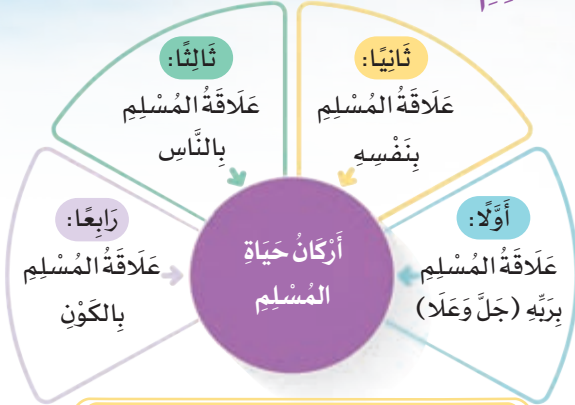 أَوَّلًا:
عَلَاقَةُ المُسْلِمِ
بِرَبِّهِ (جَلَّ وَعَلَا)
ثَانِيًا:
عَلَاقَةُ المُسْلِمِ
بِنَفْسِهِ
ثَالِثًا:
عَلَاقَةُ المُسْلِمِ
بِالنَّاسِ
رَابِعًا:
عَلَاقَةُ المُسْلِمِ
بِالكَوْنِ
أَرْكَانُ حَيَاةِ
المُسْلِمِ